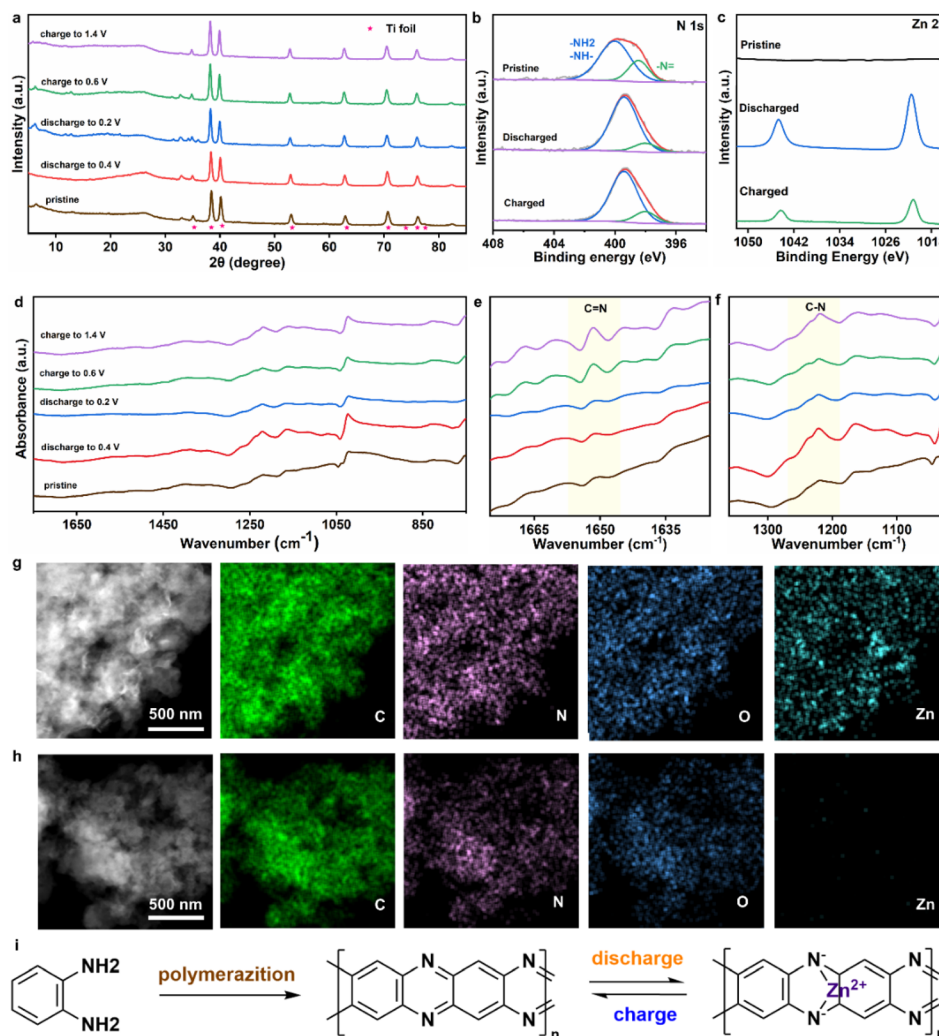 a
★ Ti foil
charge to 1.4 V
charge to 0.6 V
discharge to 0.2 V
discharge to 0.4 V
pristine
Intensity (a.u.)
10 20 30 40 50 60 70 80
2θ (degree)
b
N 1s
-NH2
-NH-
-N=
Pristine
Discharged
Charged
Intensity (a.u.)
408 404 400 396
Binding energy (eV)
c
Zn 2
Pristine
Discharged
Charged
Intensity (a.u.)
1050 1042 1034 1026 1018
Binding Energy (eV)
d
charge to 1.4 V
charge to 0.6 V
discharge to 0.2 V
discharge to 0.4 V
pristine
Absorbance (a.u.)
1650 1450 1250 1050 850
Wavenumber (cm-1)
e
C=N
1665 1650 1635
Wavenumber (cm-1)
f
C-N
1300 1200 1100
Wavenumber (cm-1)
g
500 nm
C
N
O
Zn
h
500 nm
C
N
O
Zn
i
NH2
NH2
polymerazition
N N
N N
n
discharge
charge
N- N
Zn2+
N- N